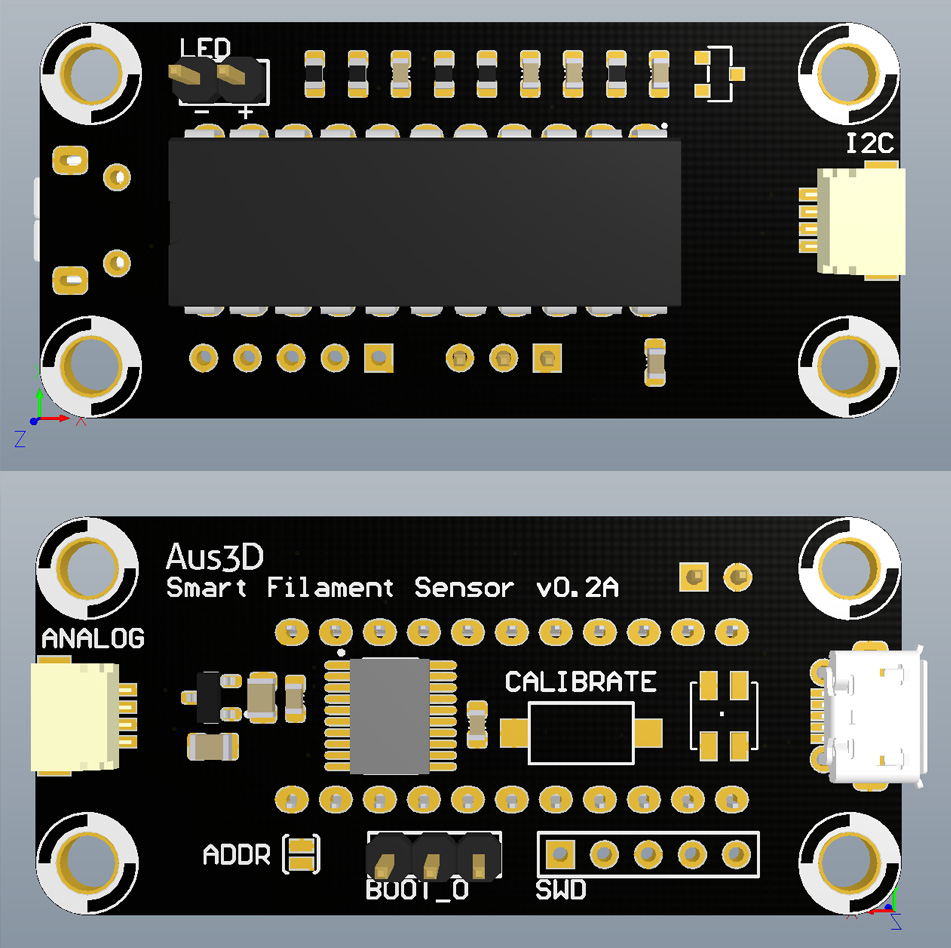 LED
- +
I2C
X
Z
Aus3D
Smart Filament Sensor v0.2A
ANALOG
CALIBRATE
ADDR
BOOT_0
SWD
X
Z